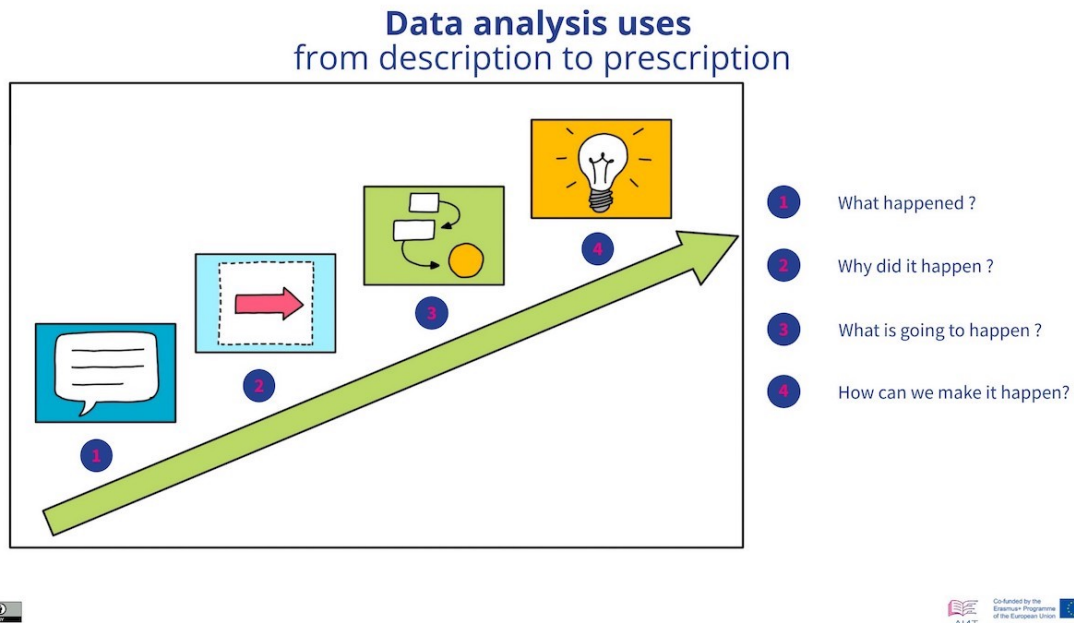 Data analysis uses
from description to prescription
4
3
2
1
1 What happened ?
2 Why did it happen ?
3 What is going to happen ?
4 How can we make it happen?
Co-funded by the
Erasmus+ Programme
of the European Union